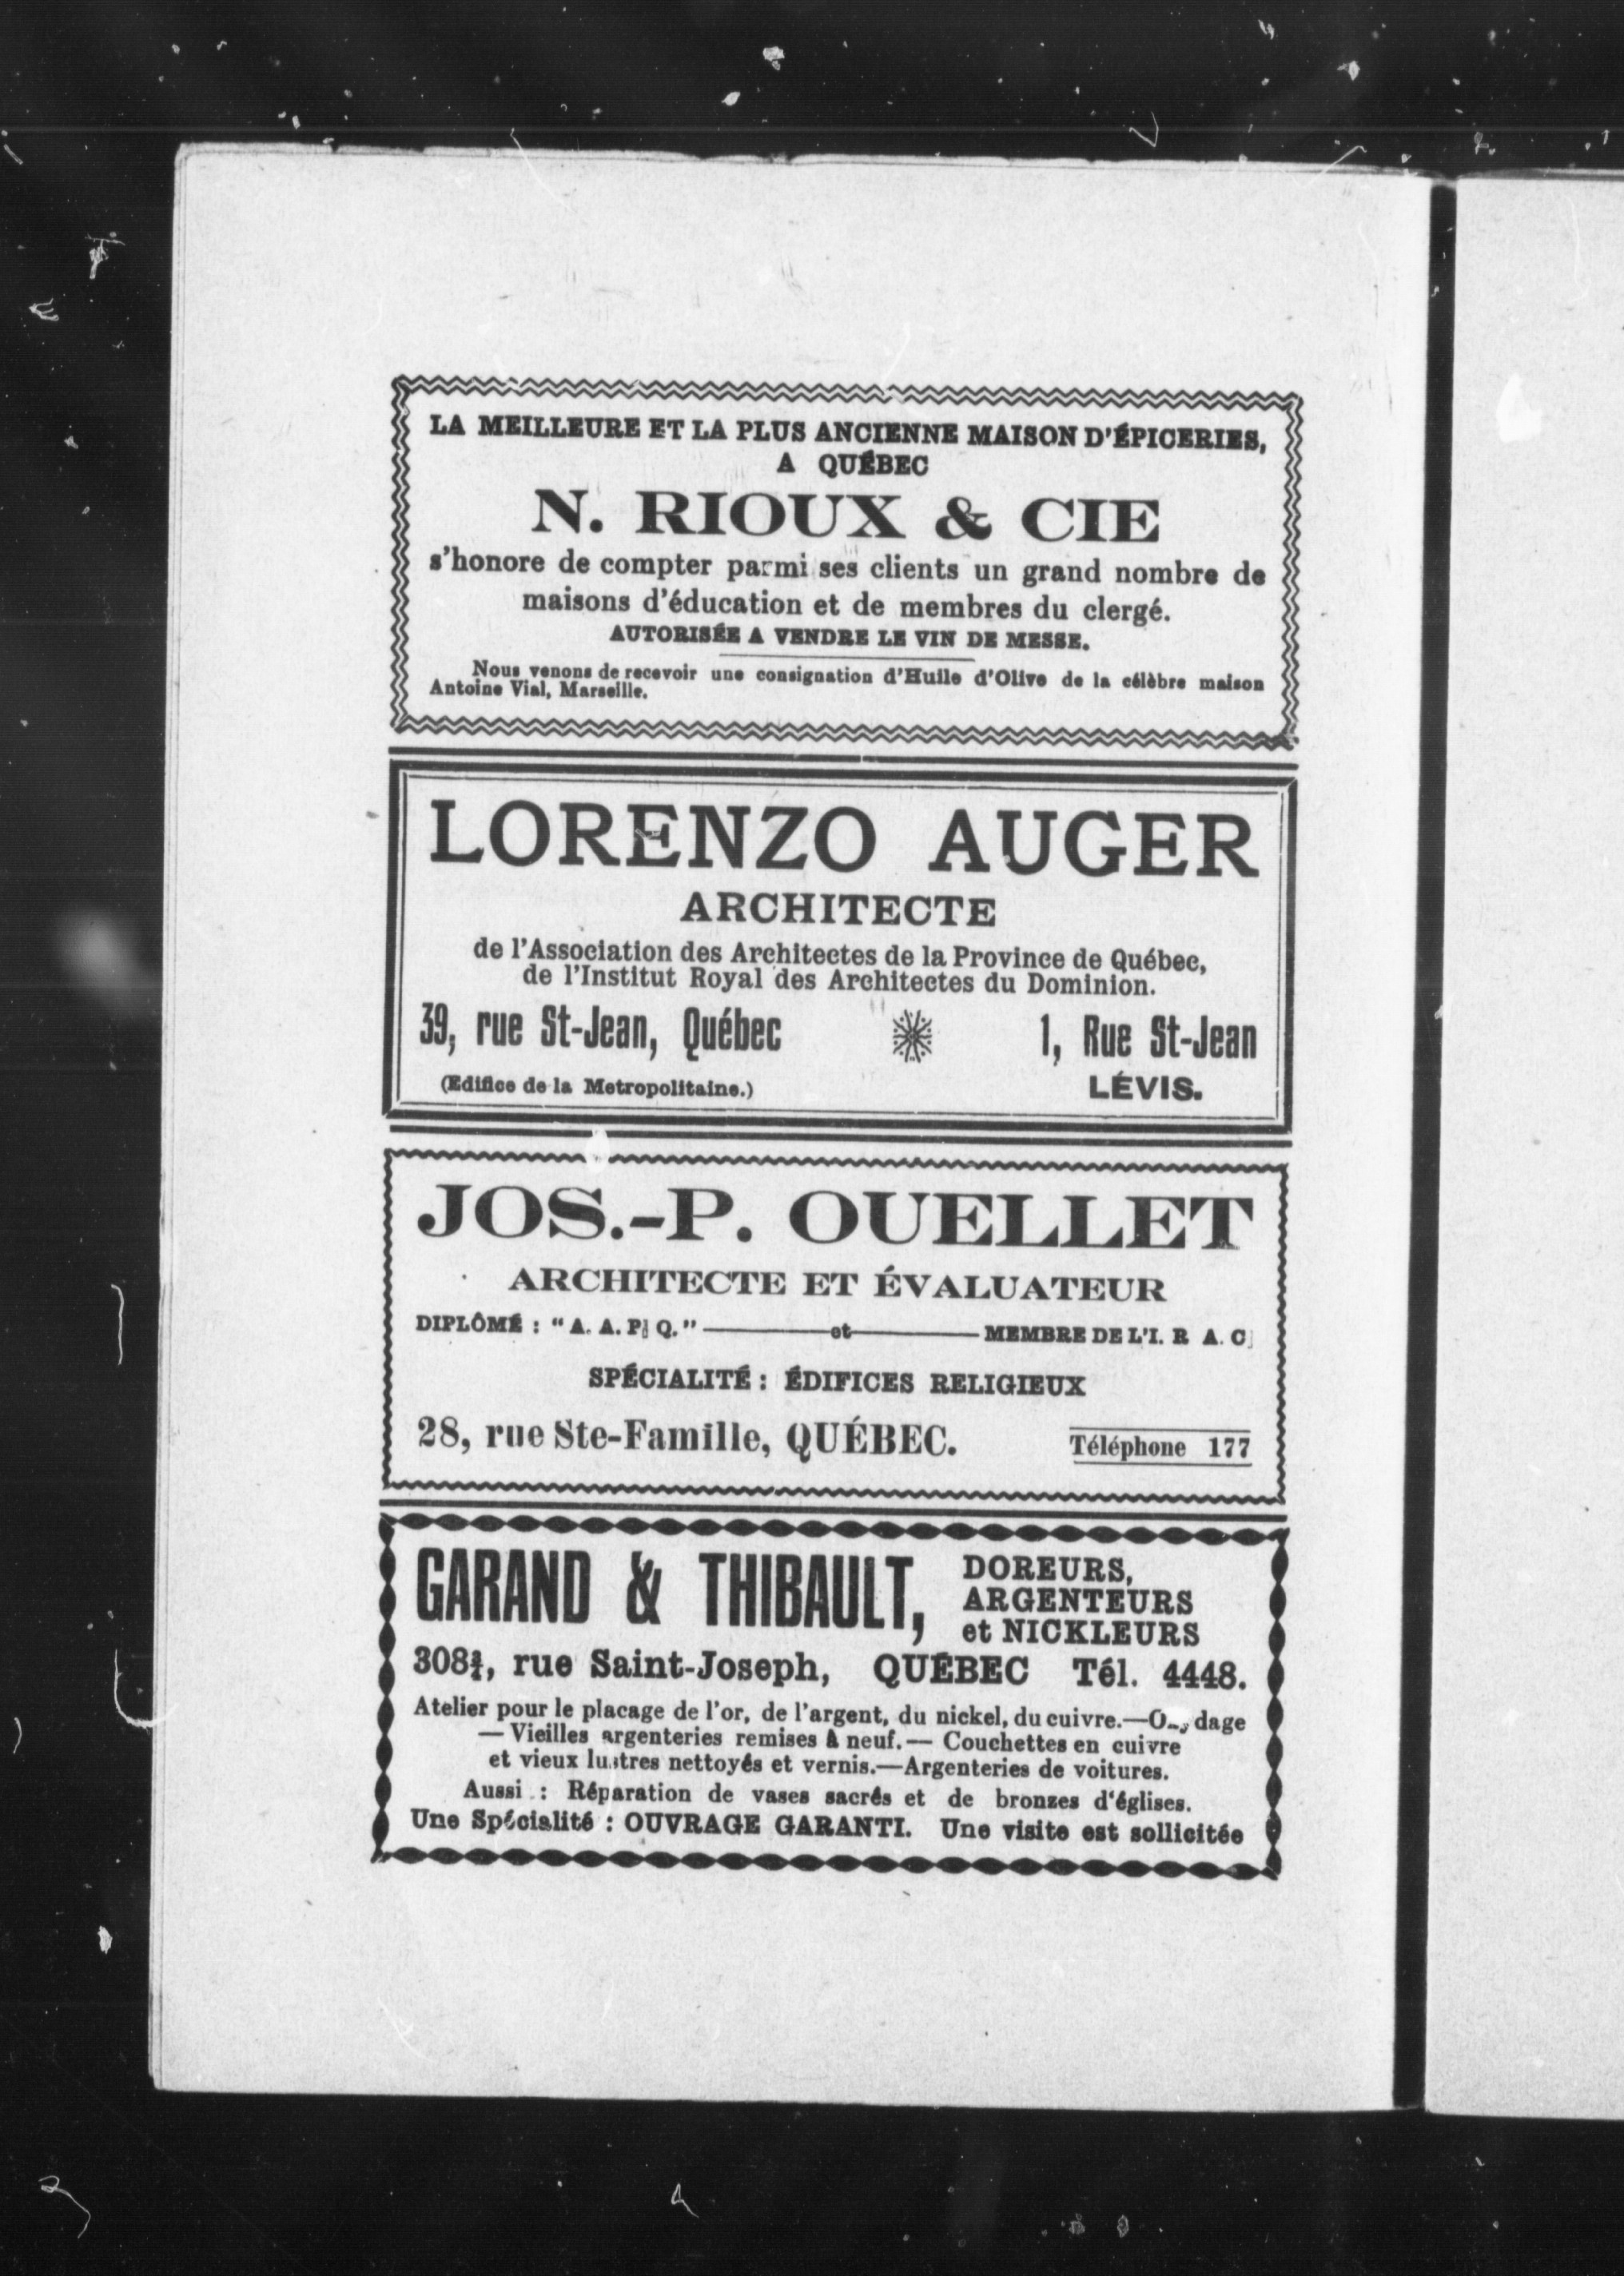 LA MEILLEURE ET LA PLUS ANCIENNE MAISON D'ÉPICERIES,
A QUÉBEC
N. RIOUX & CIE
s'honore de compter parmi ses clients un grand nombre de
maisons d'éducation et de membres du clergé.
AUTORISÉE A VENDRE LE VIN DE MESSE.
Nous venons de recevoir une consignation d'Huile d'Olive de la célèbre maison
Antoine Vial, Marseille.
LORENZO AUGER
ARCHITECTE
de l'Association des Architectes de la Province de Québec,
de l'Institut Royal des Architectes du Dominion.
39, rue St-Jean, Québec 1, Rue St-Jean
(Edifice de la Metropolitaine.) LÉVIS.
JOS.-P. OUELLET
ARCHITECTE ET ÉVALUATEUR
DIPLÔMÉ : "A. A. P. Q." — et — MEMBRE DE L'I. R A. C
SPÉCIALITÉ : ÉDIFICES RELIGIEUX
28, rue Ste-Famille, QUÉBEC. Téléphone 177
GARAND & THIBAULT, DOREURS,
ARGENTEURS
et NICKLEURS
308¾, rue Saint-Joseph, QUÉBEC Tél. 4448.
Atelier pour le placage de l'or, de l'argent, du nickel, du cuivre.—
— Vieilles argenteries remises à neuf.— Couchettes en cuivre
et vieux lustres nettoyés et vernis.—Argenteries de voitures.
Aussi : Réparation de vases sacrés et de bronzes d'églises.
Une Spécialité : OUVRAGE GARANTI. Une visite est sollicitée